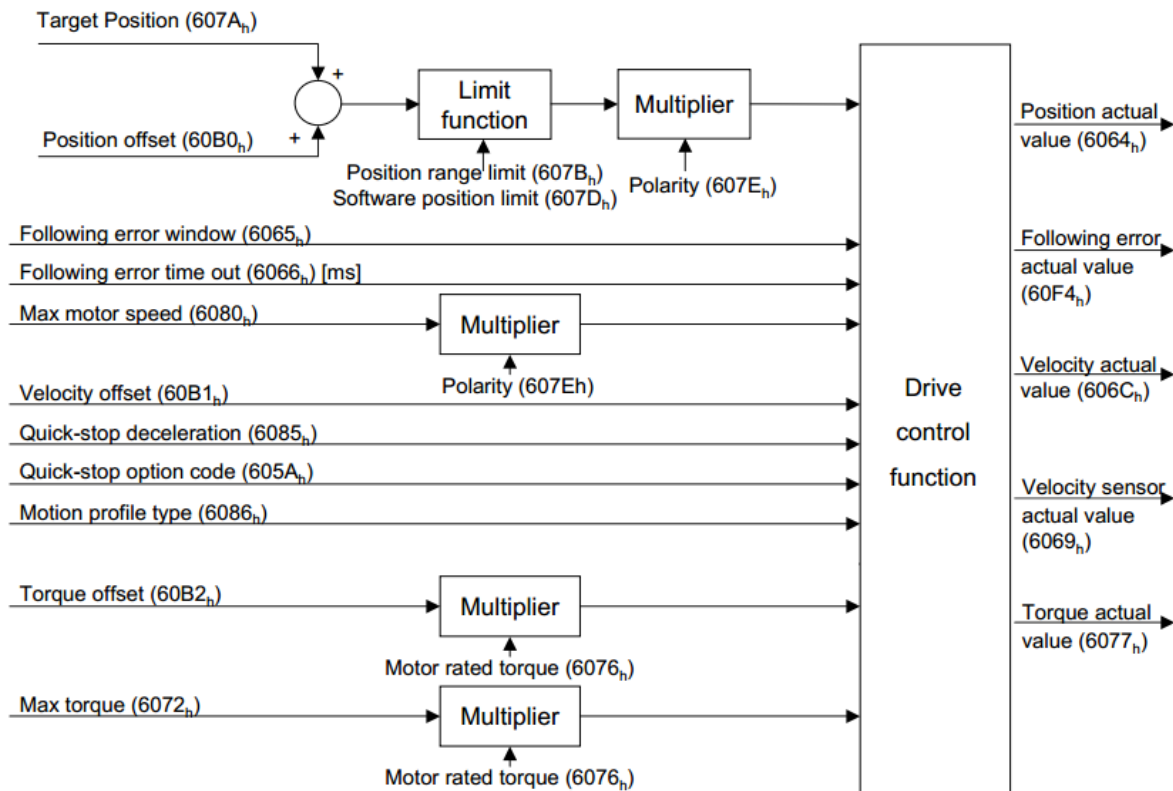 Target Position (607Aₕ)
+
Position offset (60B0ₕ)
+
Limit
function
Multiplier
Position range limit (607Bₕ)
Software position limit (607Dₕ)
Polarity (607Eₕ)
Following error window (6065ₕ)
Following error time out (6066ₕ) [ms]
Max motor speed (6080ₕ)
Multiplier
Polarity (607Eh)
Velocity offset (60B1ₕ)
Quick-stop deceleration (6085ₕ)
Quick-stop option code (605Aₕ)
Motion profile type (6086ₕ)
Torque offset (60B2ₕ)
Multiplier
Motor rated torque (6076ₕ)
Max torque (6072ₕ)
Multiplier
Motor rated torque (6076ₕ)
Drive
control
function
Position actual
value (6064ₕ)
Following error
actual value
(60F4ₕ)
Velocity actual
value (606Cₕ)
Velocity sensor
actual value
(6069ₕ)
Torque actual
value (6077ₕ)